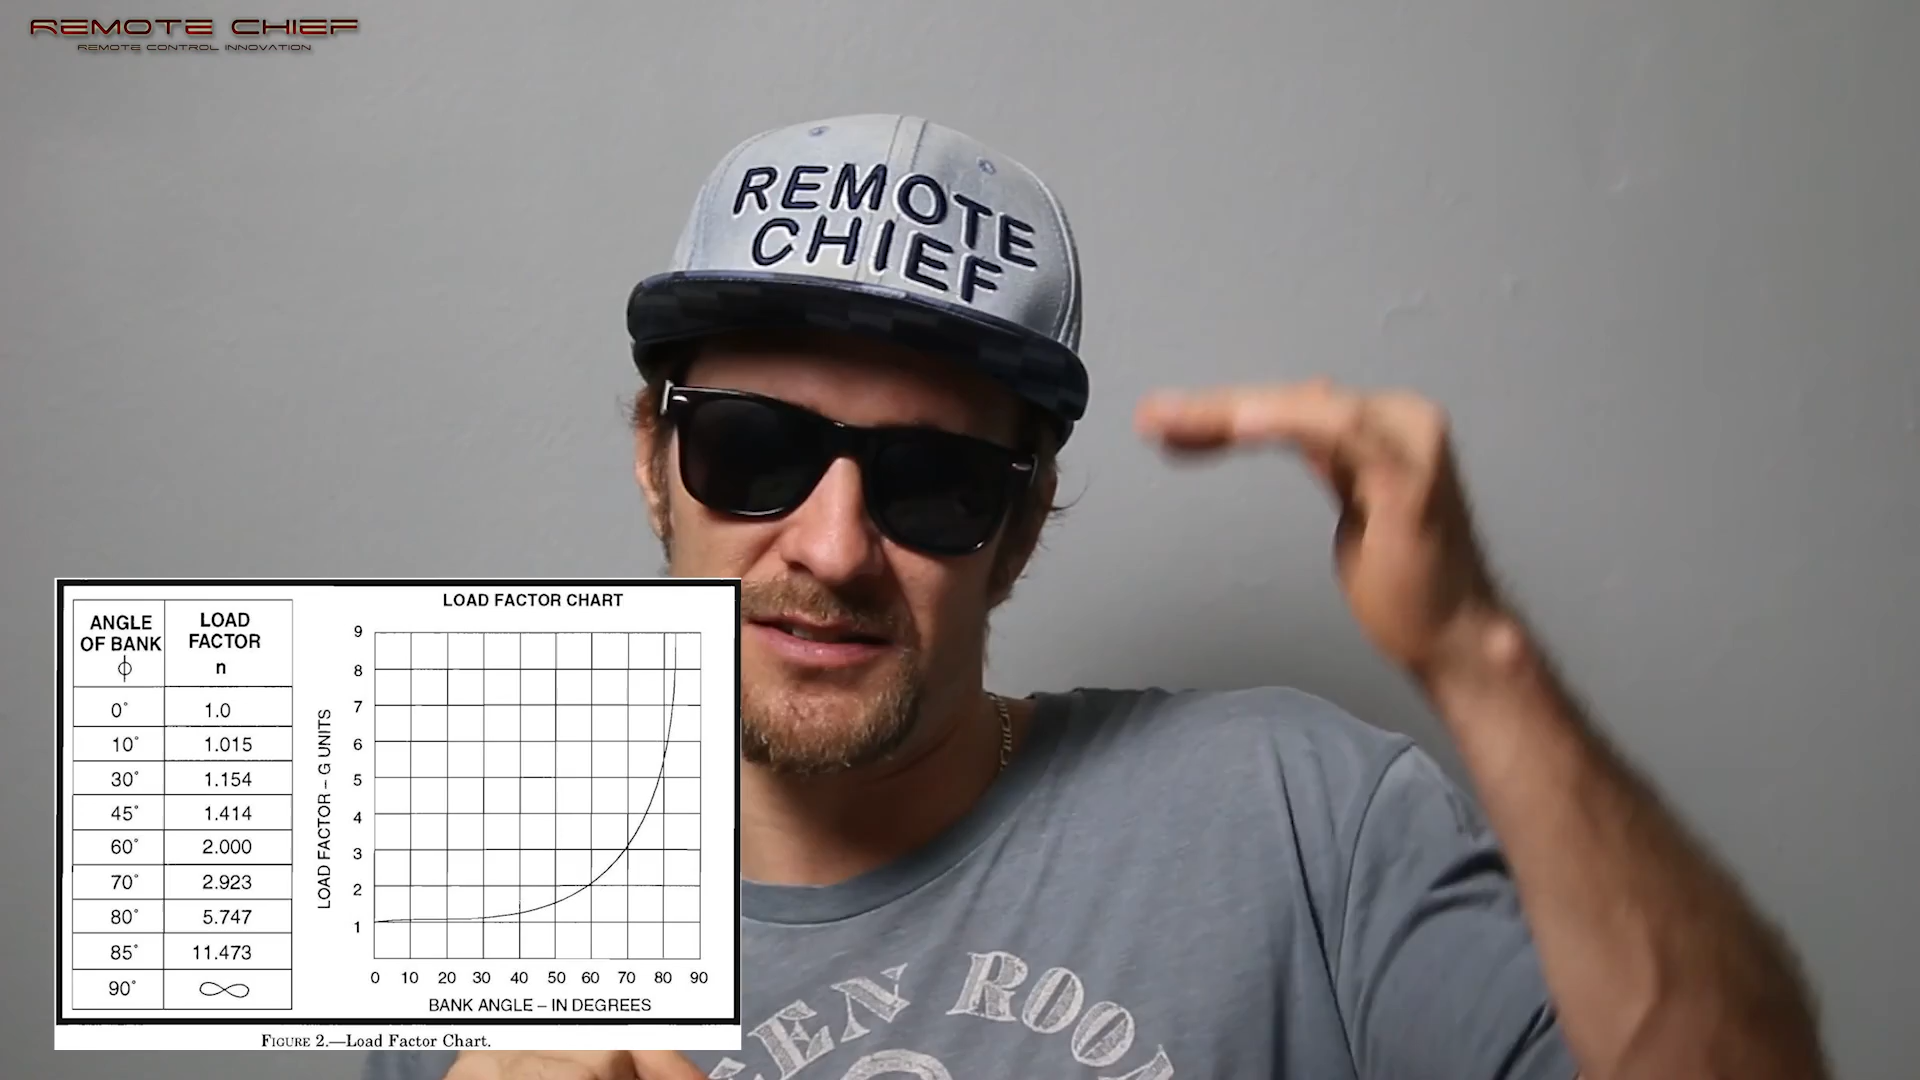 REMOTE CHIEF
REMOTE CONTROL INNOVATION
REMOTE
CHIEF
ANGLE
OF BANK
ϕ
LOAD
FACTOR
n
0° 1.0
10° 1.015
30° 1.154
45° 1.414
60° 2.000
70° 2.923
80° 5.747
85° 11.473
90° ∞
LOAD FACTOR CHART
LOAD FACTOR – G UNITS
9
8
7
6
5
4
3
2
1
0 10 20 30 40 50 60 70 80 90
BANK ANGLE – IN DEGREES
FIGURE 2.—Load Factor Chart.